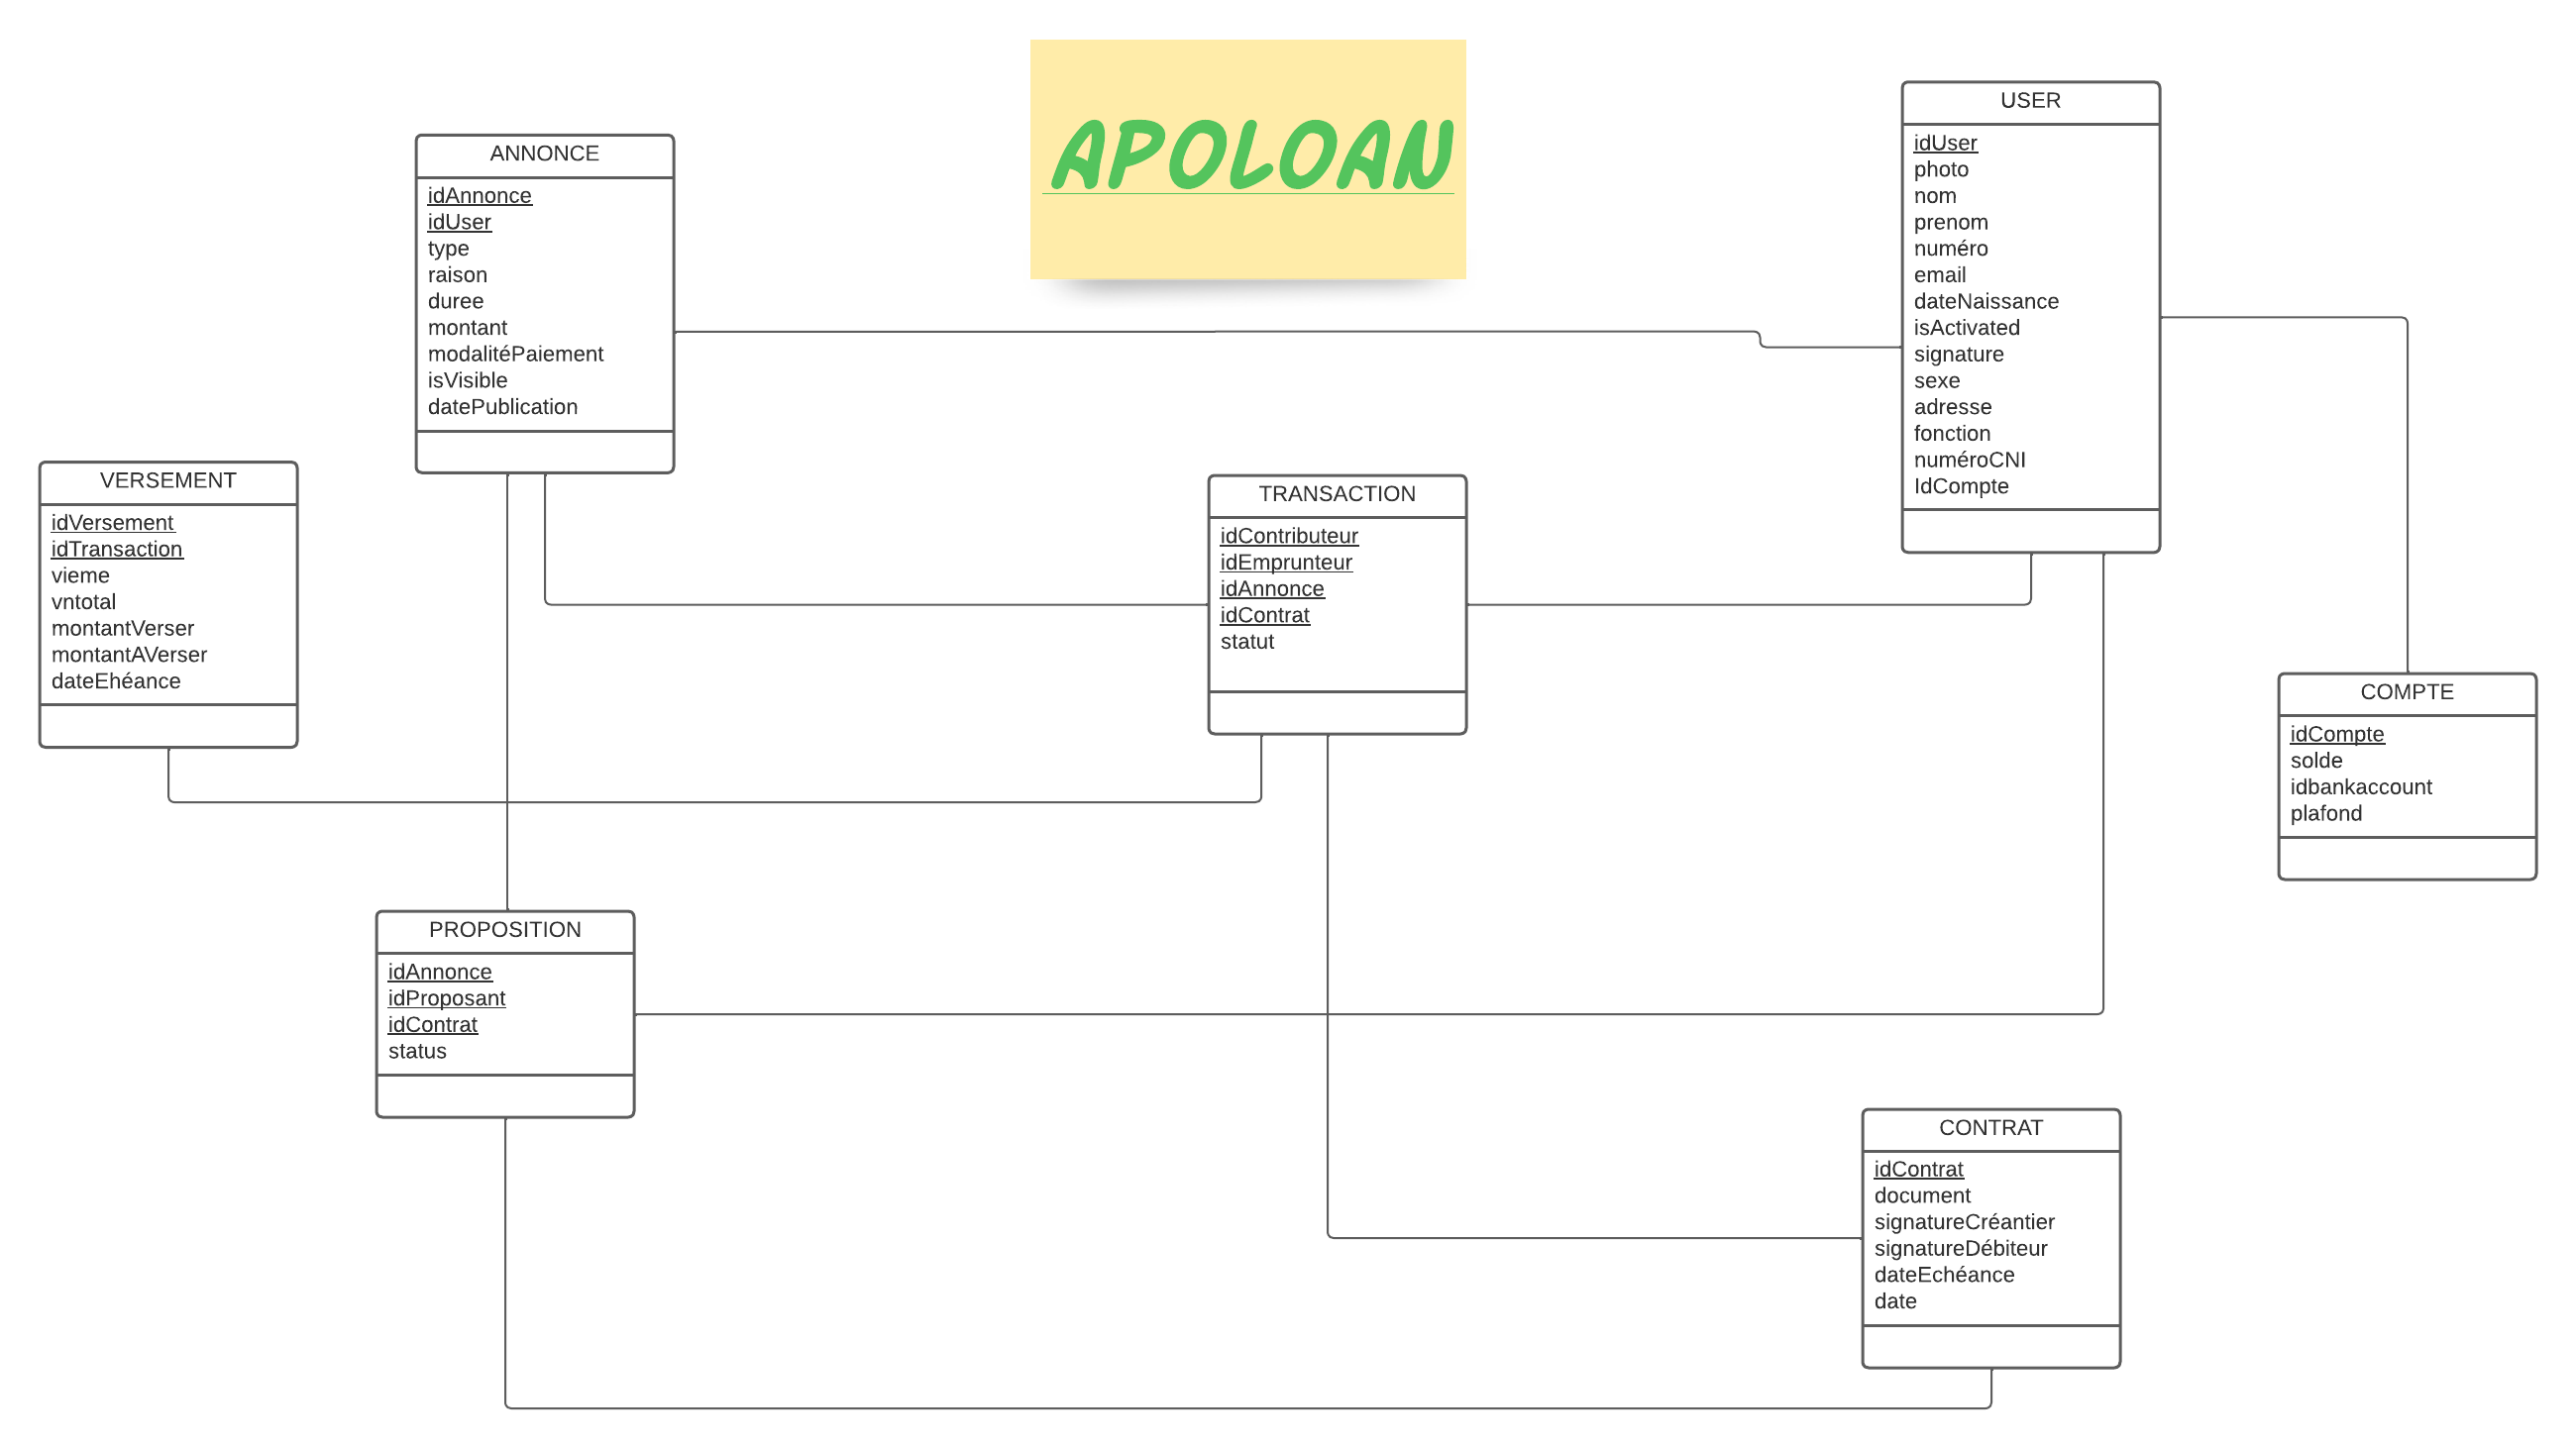 APOLOAN
USER
idUser
photo
nom
prenom
numéro
email
dateNaissance
isActivated
signature
sexe
adresse
fonction
numéroCNI
IdCompte
ANNONCE
idAnnonce
idUser
type
raison
duree
montant
modalitéPaiement
isVisible
datePublication
VERSEMENT
idVersement
idTransaction
vieme
vntotal
montantVerser
montantAVerser
dateEhéance
TRANSACTION
idContributeur
idEmprunteur
idAnnonce
idContrat
statut
COMPTE
idCompte
solde
idbankaccount
plafond
PROPOSITION
idAnnonce
idProposant
idContrat
status
CONTRAT
idContrat
document
signatureCréantier
signatureDébiteur
dateEchéance
date